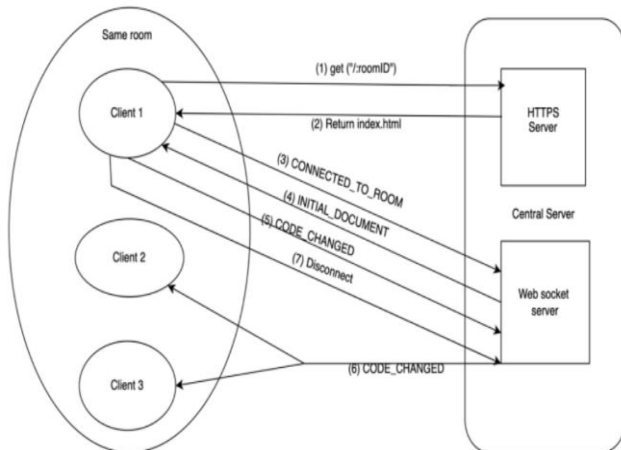 Same room
(1) get ("/:roomID")
Client 1
HTTPS
Server
(2) Return index.html
(3) CONNECTED_TO_ROOM
(4) INITIAL_DOCUMENT
(5) CODE_CHANGED
(7) Disconnect
Central Server
Client 2
Web socket
server
(6) CODE_CHANGED
Client 3